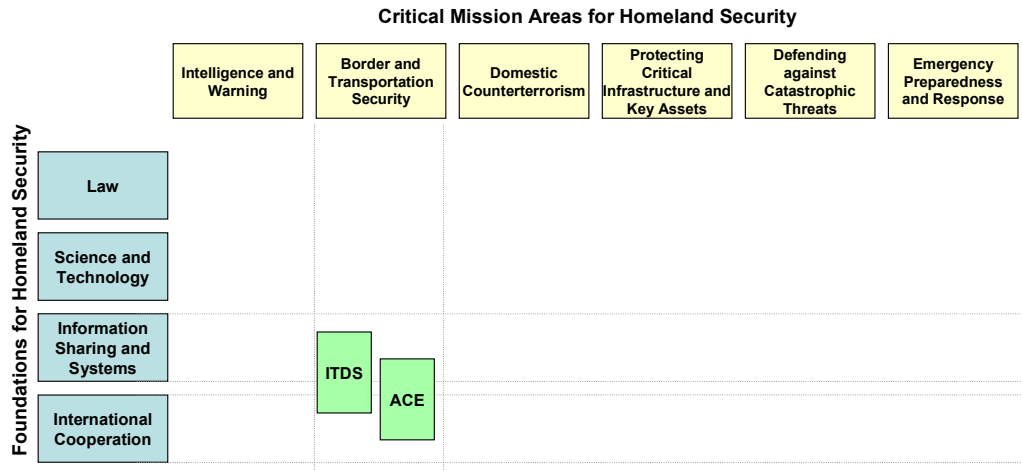 Critical Mission Areas for Homeland Security
Intelligence and
Warning
Border and
Transportation
Security
Domestic
Counterterrorism
Protecting
Critical
Infrastructure and
Key Assets
Defending
against
Catastrophic
Threats
Emergency
Preparedness
and Response
Foundations for Homeland Security
Law
Science and
Technology
Information
Sharing and
Systems
International
Cooperation
ITDS
ACE